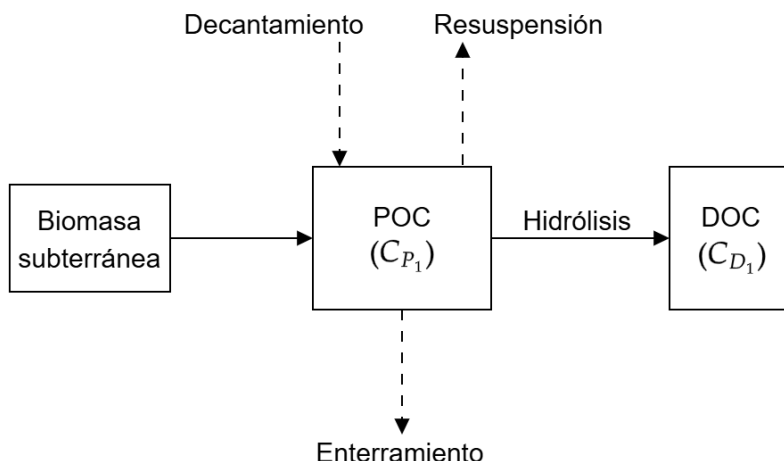 Decantamiento
Resuspensión
Biomasa
subterránea
POC
(C_{P_1})
Hidrólisis
DOC
(C_{D_1})
Enterramiento